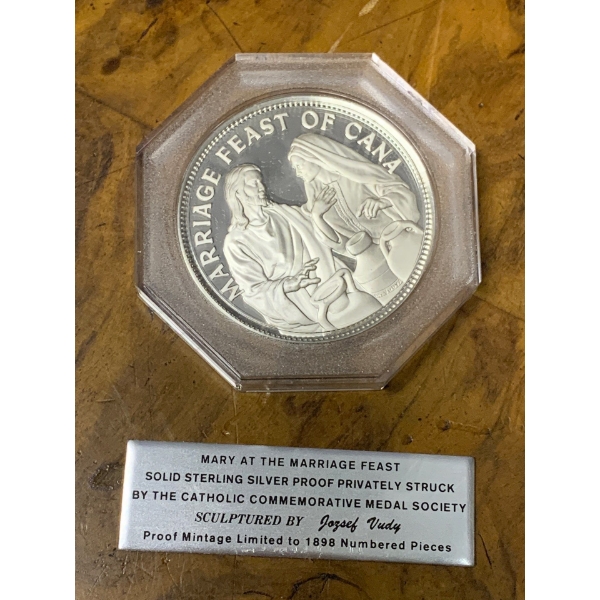 MARRIAGE FEAST OF CANA
MARY AT THE MARRIAGE FEAST
SOLID STERLING SILVER PROOF PRIVATELY STRUCK
BY THE CATHOLIC COMMEMORATIVE MEDAL SOCIETY
SCULPTURED BY Jozsef Vudy
Proof Mintage Limited to 1898 Numbered Pieces